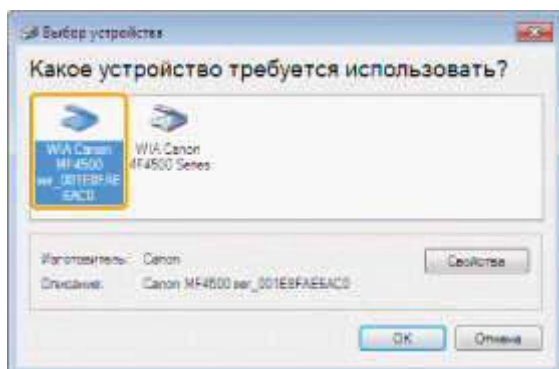 Выбор устройства
Какое устройство требуется использовать?
WIA Canon
MF4500
ser_001E8FAE
6AC0
WIA Canon
MF4500 Series
Изготовитель: Canon
Свойства
Описание: Canon MF4500 ser_001E8FAE6AC0
OK
Отмена